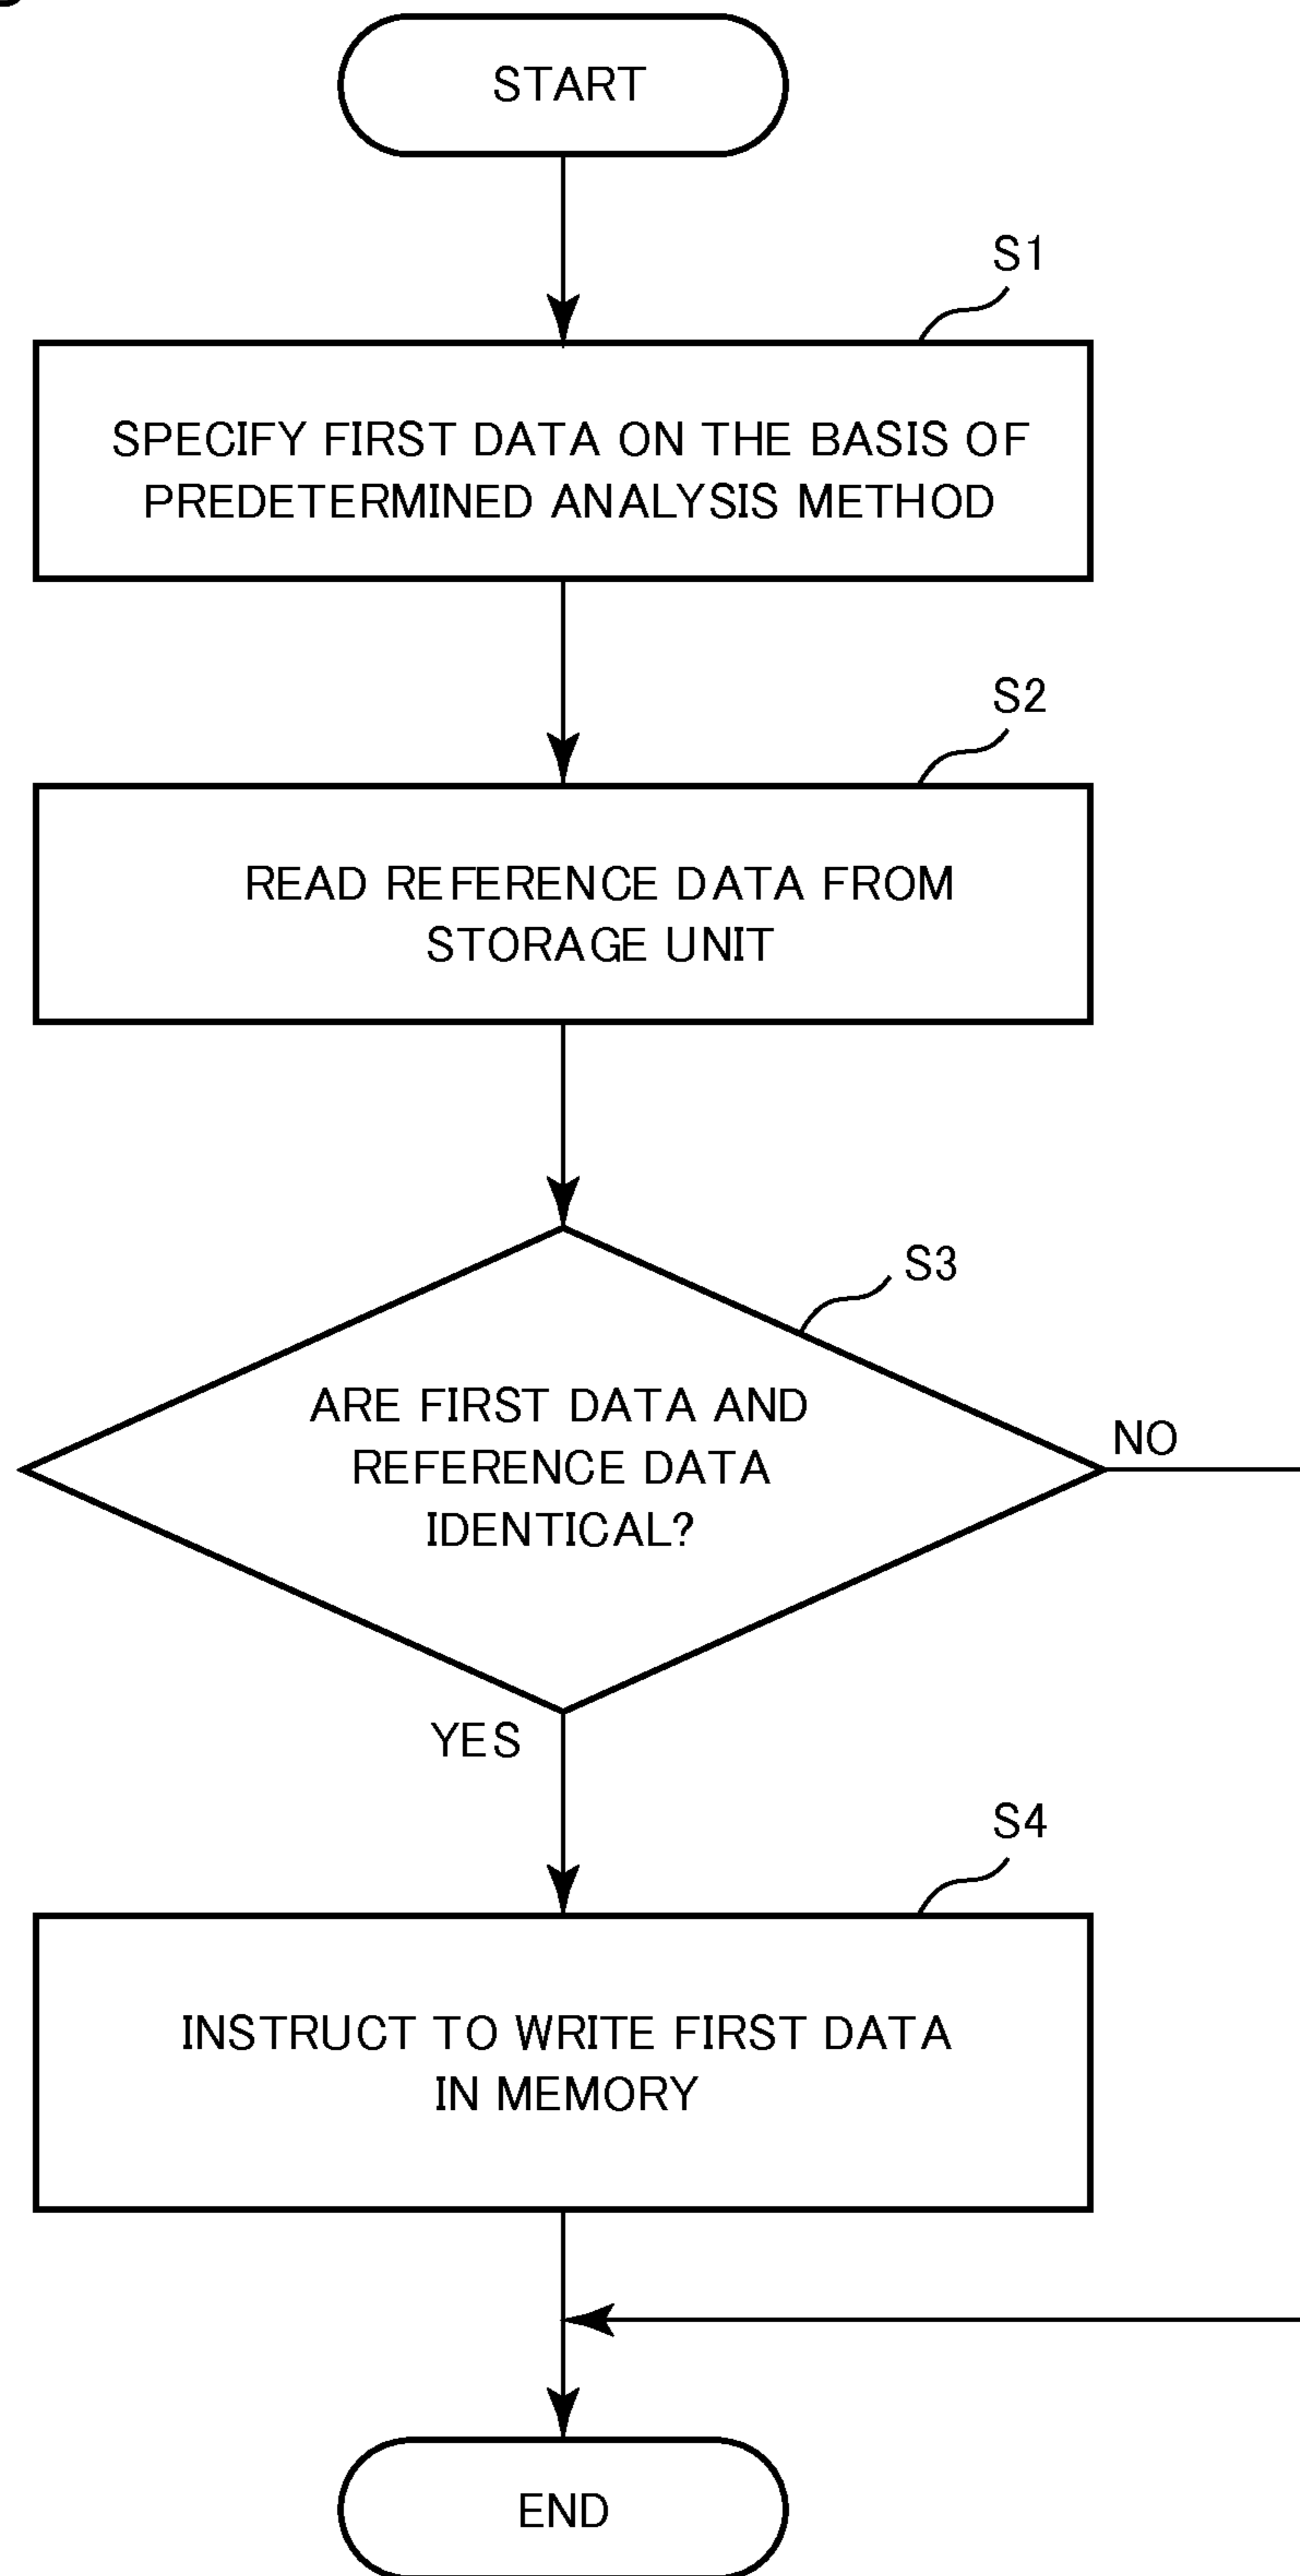 START
S1
SPECIFY FIRST DATA ON THE BASIS OF
PREDETERMINED ANALYSIS METHOD
S2
READ REFERENCE DATA FROM
STORAGE UNIT
S3
ARE FIRST DATA AND
REFERENCE DATA
IDENTICAL?
NO
YES
S4
INSTRUCT TO WRITE FIRST DATA
IN MEMORY
END